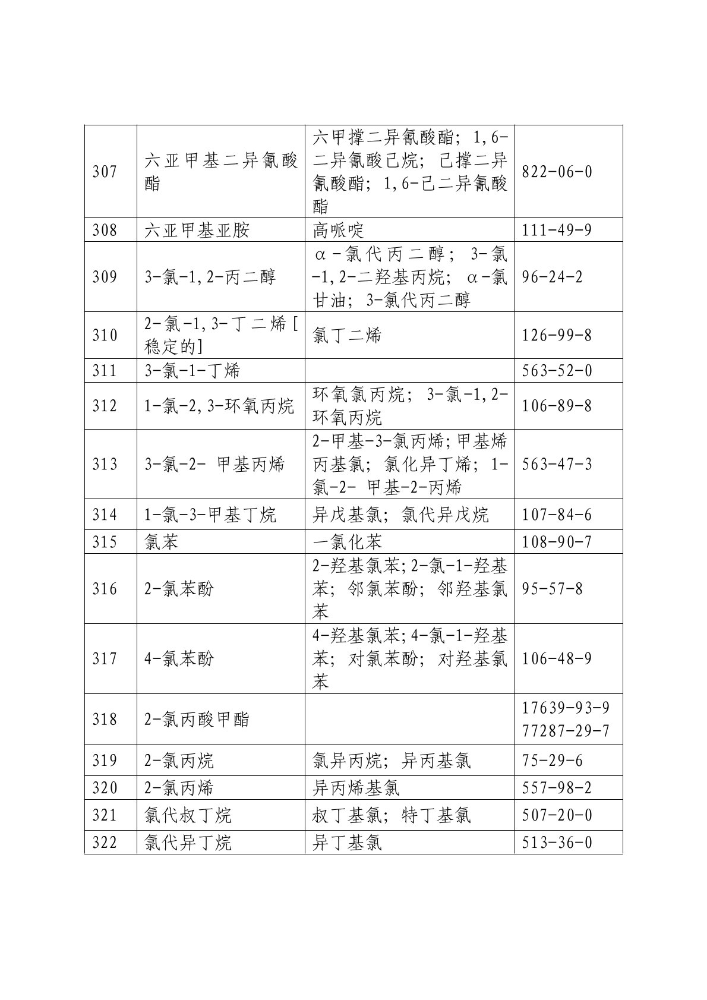 307 六亚甲基二异氰酸酯 六甲撑二异氰酸酯；1,6-二异氰酸己烷；己撑二异氰酸酯；1,6-己二异氰酸酯 822-06-0
308 六亚甲基亚胺 高哌啶 111-49-9
309 3-氯-1,2-丙二醇 α-氯代丙二醇；3-氯-1,2-二羟基丙烷；α-氯甘油；3-氯代丙二醇 96-24-2
310 2-氯-1,3-丁二烯[稳定的] 氯丁二烯 126-99-8
311 3-氯-1-丁烯 563-52-0
312 1-氯-2,3-环氧丙烷 环氧氯丙烷；3-氯-1,2-环氧丙烷 106-89-8
313 3-氯-2- 甲基丙烯 2-甲基-3-氯丙烯；甲基烯丙基氯；氯化异丁烯；1-氯-2- 甲基-2-丙烯 563-47-3
314 1-氯-3-甲基丁烷 异戊基氯；氯代异戊烷 107-84-6
315 氯苯 一氯化苯 108-90-7
316 2-氯苯酚 2-羟基氯苯；2-氯-1-羟基苯；邻氯苯酚；邻羟基氯苯 95-57-8
317 4-氯苯酚 4-羟基氯苯；4-氯-1-羟基苯；对氯苯酚；对羟基氯苯 106-48-9
318 2-氯丙酸甲酯 17639-93-9 77287-29-7
319 2-氯丙烷 氯异丙烷；异丙基氯 75-29-6
320 2-氯丙烯 异丙烯基氯 557-98-2
321 氯代叔丁烷 叔丁基氯；特丁基氯 507-20-0
322 氯代异丁烷 异丁基氯 513-36-0